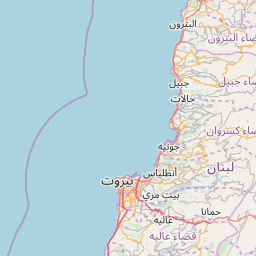 البترون
قضاء البترون
جبيل
قضاء جبيل
حالات
قضاء كسروان
جونيه
لبنان
أنطلياس
بيروت
بيت مري
حمانا
عاليه
قضاء عاليه